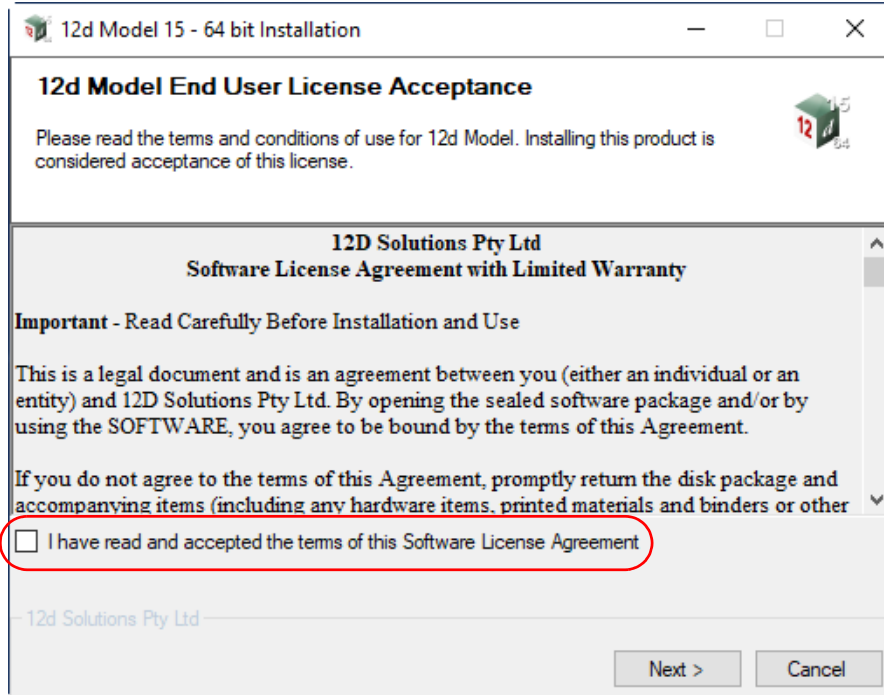 12d Model 15 - 64 bit Installation
12d Model End User License Acceptance
Please read the terms and conditions of use for 12d Model. Installing this product is
considered acceptance of this license.
15
12 d
64
12D Solutions Pty Ltd
Software License Agreement with Limited Warranty
Important - Read Carefully Before Installation and Use
This is a legal document and is an agreement between you (either an individual or an
entity) and 12D Solutions Pty Ltd. By opening the sealed software package and/or by
using the SOFTWARE, you agree to be bound by the terms of this Agreement.
If you do not agree to the terms of this Agreement, promptly return the disk package and
accompanying items (including any hardware items, printed materials and binders or other
I have read and accepted the terms of this Software License Agreement
12d Solutions Pty Ltd
Next >
Cancel